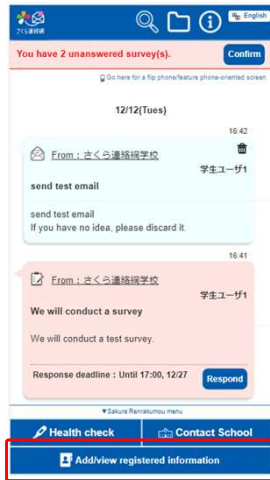 さくら連絡網
English
You have 2 unanswered survey(s).
Confirm
Go here for a flip phone/feature phone-oriented screen
12/12(Tues)
16:42
From：さくら連絡網学校
学生ユーザ1
send test email
send test email
If you have no idea, please discard it.
16:41
From：さくら連絡網学校
学生ユーザ1
We will conduct a survey
We will conduct a test survey.
Response deadline：Until 17:00, 12/27
Respond
▼Sakura Renrakumou menu
Health check
Contact School
Add/view registered information